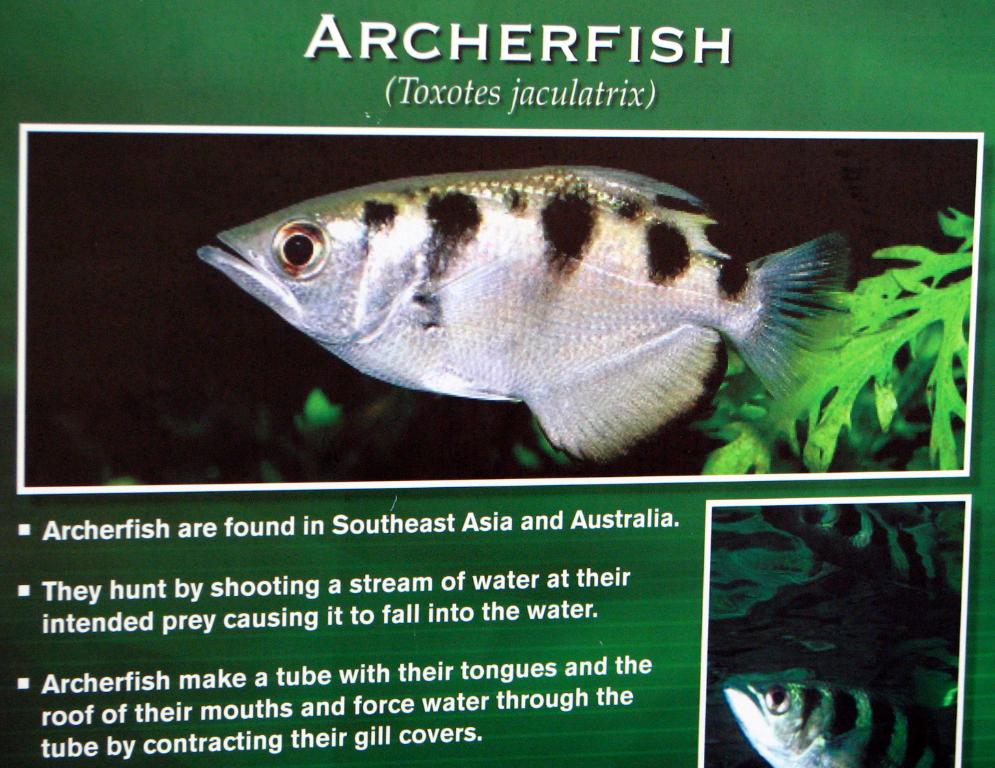 ARCHERFISH
(Toxotes jaculatrix)
▪ Archerfish are found in Southeast Asia and Australia.
▪ They hunt by shooting a stream of water at their
intended prey causing it to fall into the water.
▪ Archerfish make a tube with their tongues and the
roof of their mouths and force water through the
tube by contracting their gill covers.